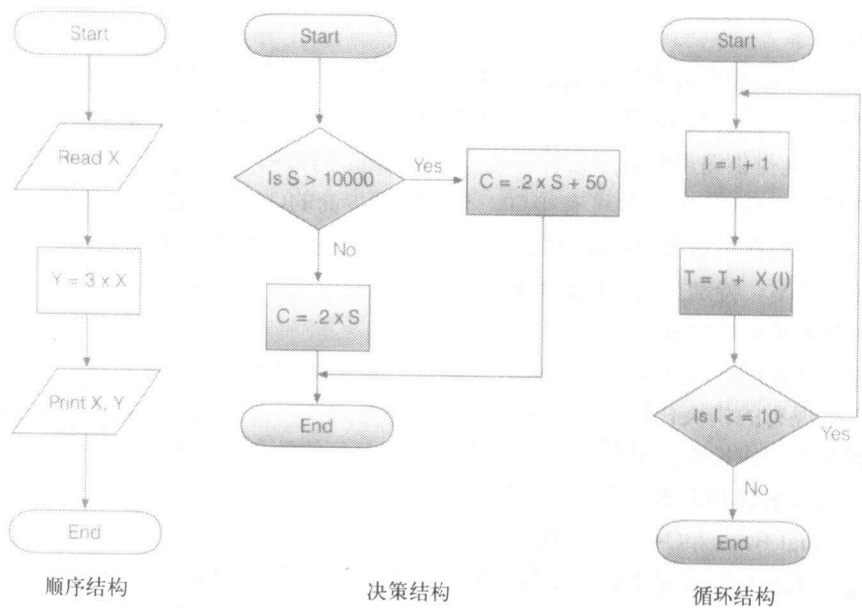 Start
Read X
Y = 3 x X
Print X, Y
End
顺序结构
Start
Is S > 10000
Yes
C = .2 x S + 50
No
C = .2 x S
End
决策结构
Start
I = I + 1
T = T + X (I)
Is I < = 10
Yes
No
End
循环结构